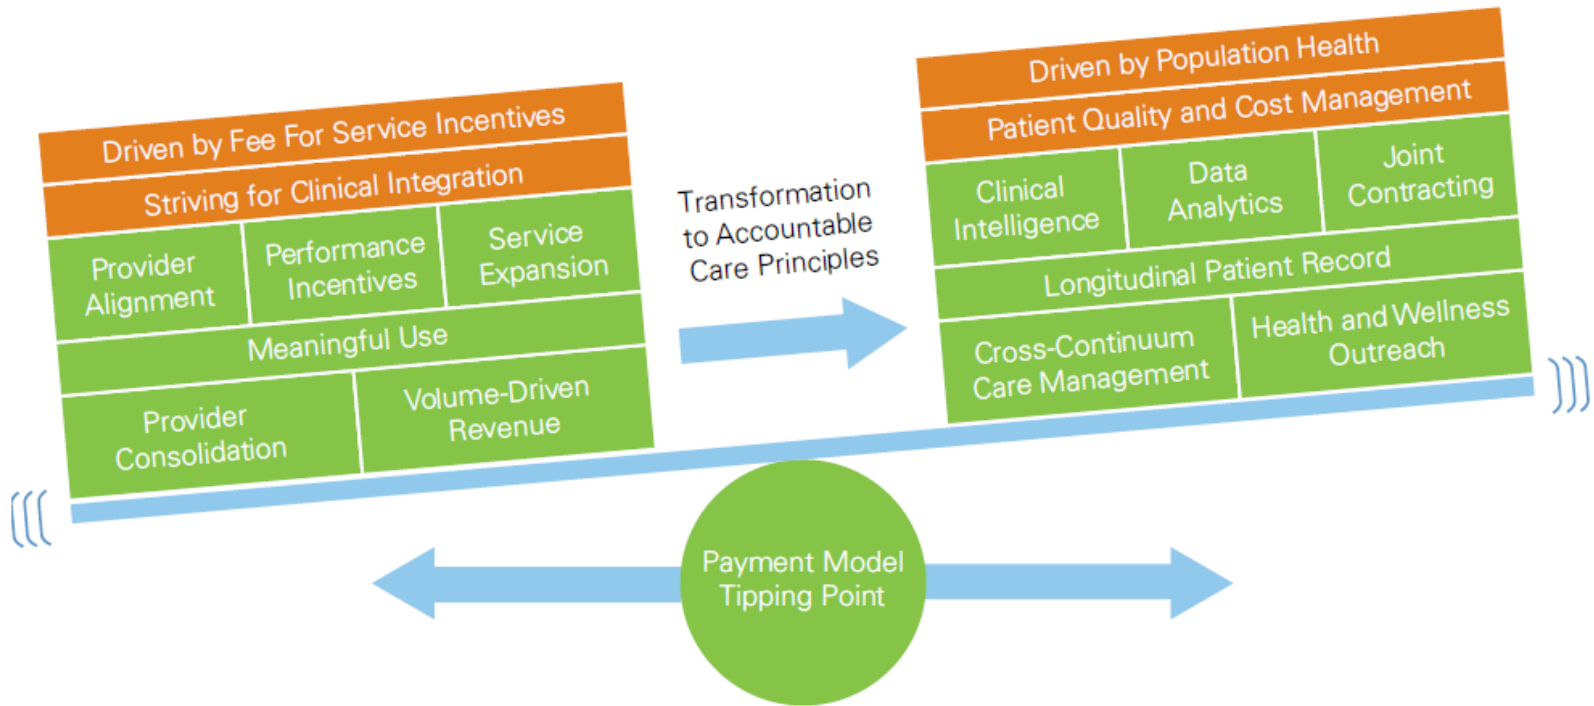 Driven by Fee For Service Incentives
Striving for Clinical Integration
Provider
Alignment
Performance
Incentives
Service
Expansion
Meaningful Use
Provider
Consolidation
Volume-Driven
Revenue
Transformation
to Accountable
Care Principles
Driven by Population Health
Patient Quality and Cost Management
Clinical
Intelligence
Data
Analytics
Joint
Contracting
Longitudinal Patient Record
Cross-Continuum
Care Management
Health and Wellness
Outreach
Payment Model
Tipping Point